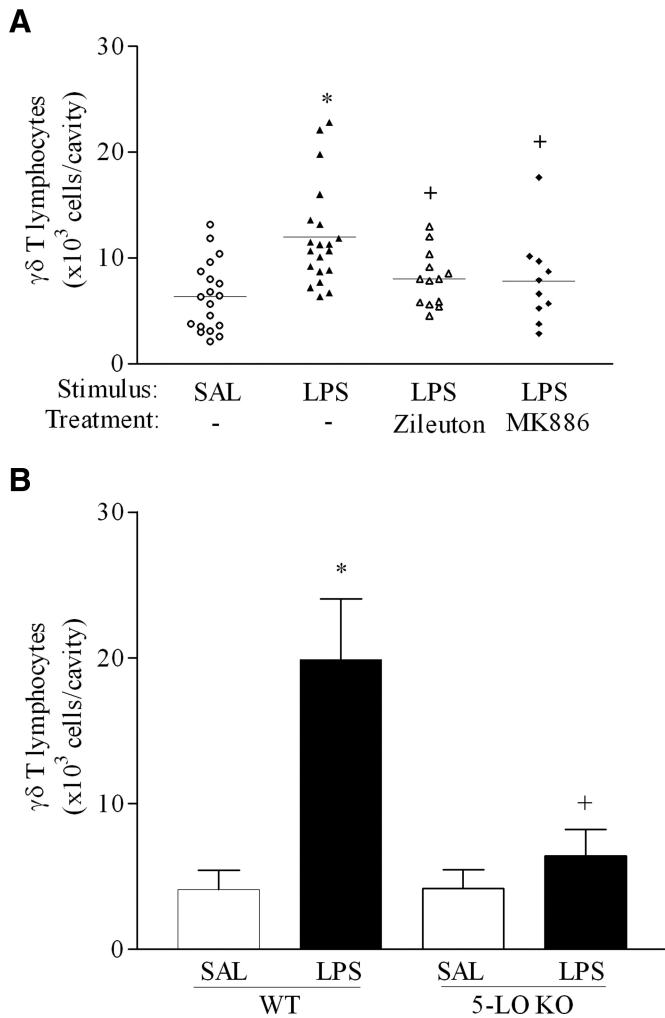 A
γδ T lymphocytes
(x10³ cells/cavity)
30
20
10
0
*
+
+
Stimulus: SAL LPS LPS LPS
Treatment: - - Zileuton MK886
B
γδ T lymphocytes
(x10³ cells/cavity)
30
20
10
0
*
+
SAL LPS SAL LPS
WT 5-LO KO